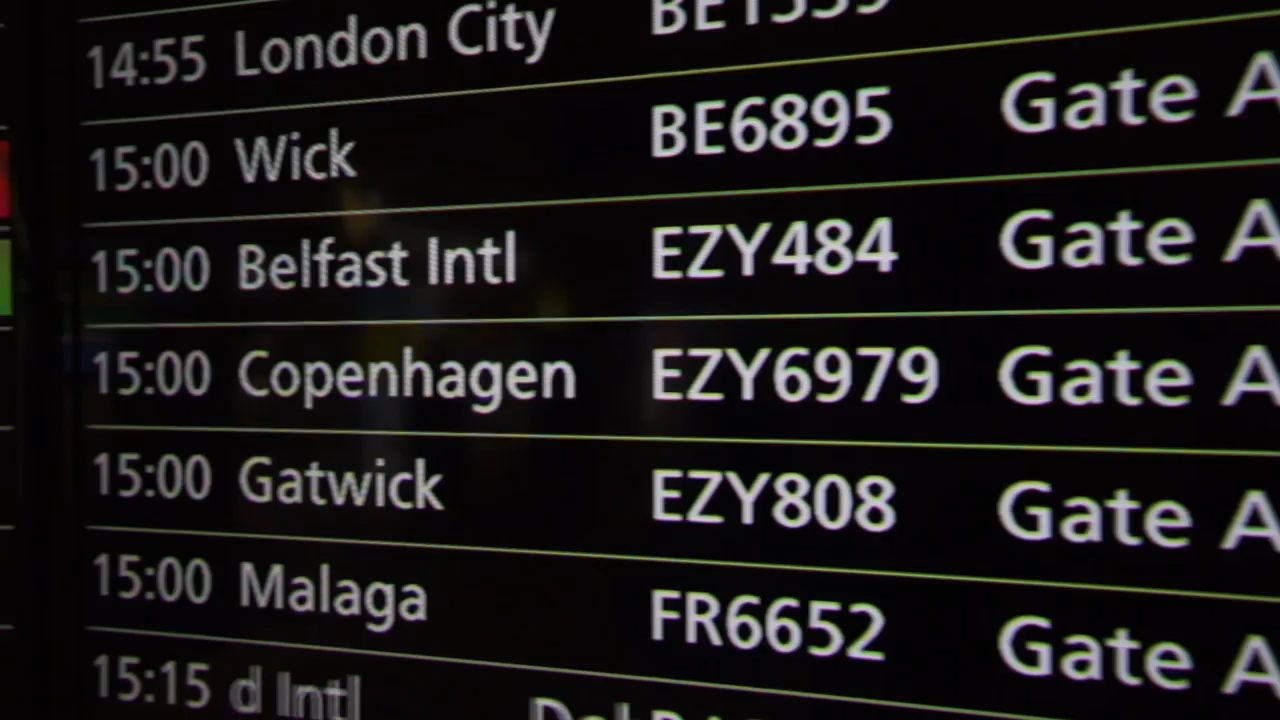 14:55 London City
15:00 Wick BE6895 Gate A
15:00 Belfast Intl EZY484 Gate A
15:00 Copenhagen EZY6979 Gate A
15:00 Gatwick EZY808 Gate A
15:00 Malaga FR6652 Gate A
15:15 d Intl